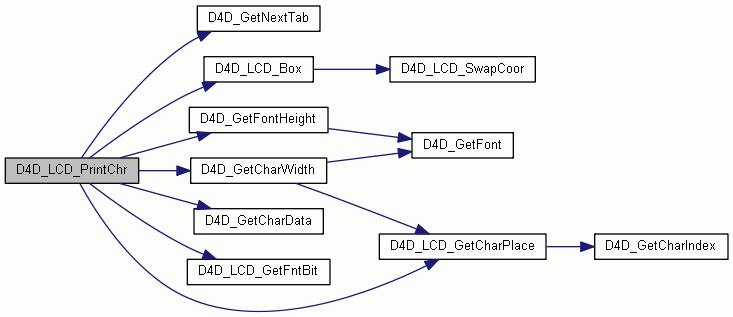 D4D_GetNextTab
D4D_LCD_Box
D4D_LCD_SwapCoor
D4D_GetFontHeight
D4D_GetFont
D4D_LCD_PrintChr
D4D_GetCharWidth
D4D_GetCharData
D4D_LCD_GetCharPlace
D4D_GetCharIndex
D4D_LCD_GetFntBit